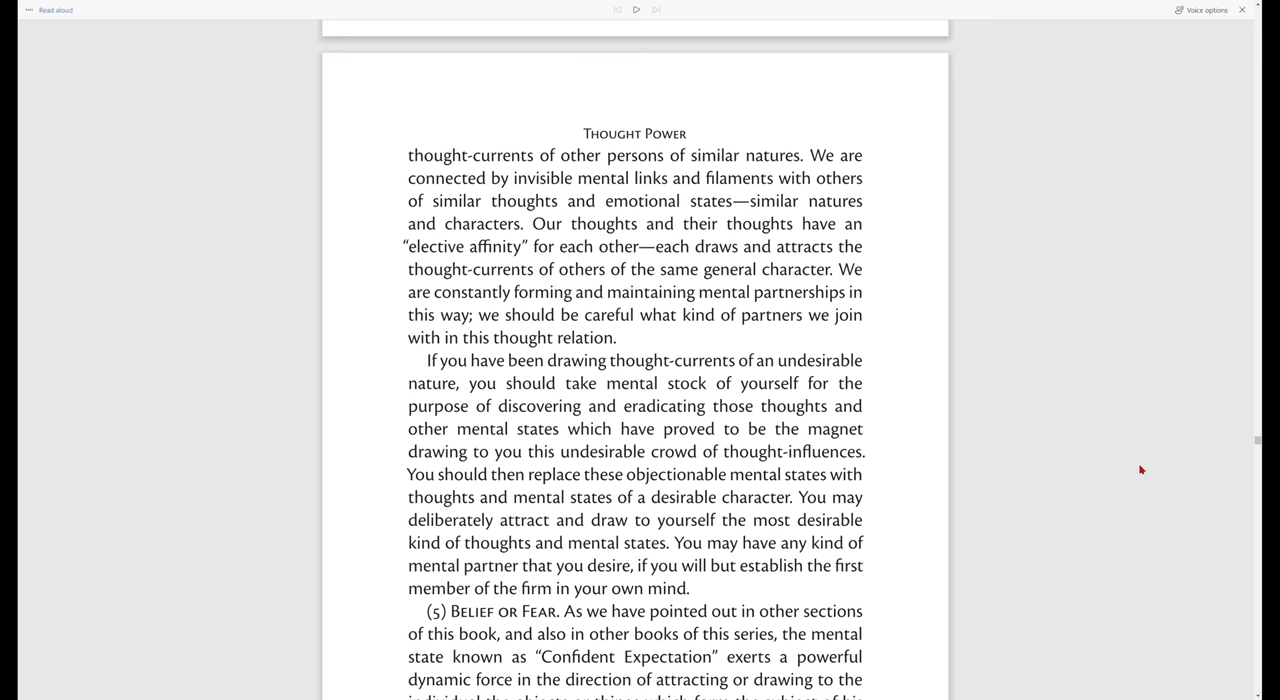 Read aloud
Voice options
Thought Power
thought-currents of other persons of similar natures. We are
connected by invisible mental links and filaments with others
of similar thoughts and emotional states—similar natures
and characters. Our thoughts and their thoughts have an
“elective affinity” for each other—each draws and attracts the
thought-currents of others of the same general character. We
are constantly forming and maintaining mental partnerships in
this way; we should be careful what kind of partners we join
with in this thought relation.
If you have been drawing thought-currents of an undesirable
nature, you should take mental stock of yourself for the
purpose of discovering and eradicating those thoughts and
other mental states which have proved to be the magnet
drawing to you this undesirable crowd of thought-influences.
You should then replace these objectionable mental states with
thoughts and mental states of a desirable character. You may
deliberately attract and draw to yourself the most desirable
kind of thoughts and mental states. You may have any kind of
mental partner that you desire, if you will but establish the first
member of the firm in your own mind.
(5) Belief or Fear. As we have pointed out in other sections
of this book, and also in other books of this series, the mental
state known as “Confident Expectation” exerts a powerful
dynamic force in the direction of attracting or drawing to the
individual the objects or things which form the subject of his